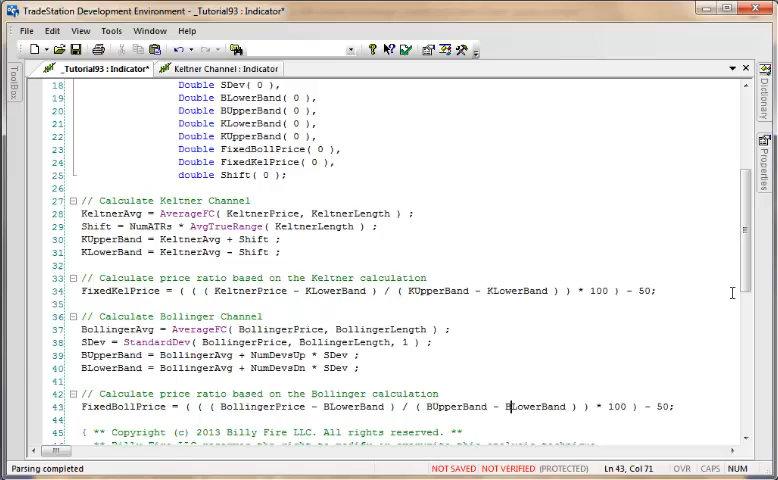 TradeStation Development Environment - _Tutorial93 : Indicator*
File Edit View Tools Window Help
_Tutorial93 : Indicator* Keltner Channel : Indicator
ToolBox
Dictionary
Properties
18 Double SDev( 0 ),
19 Double BLowerBand( 0 ),
20 Double BUpperBand( 0 ),
21 Double KLowerBand( 0 ),
22 Double KUpperBand( 0 ),
23 Double FixedBollPrice( 0 ),
24 Double FixedKelPrice( 0 ),
25 double Shift( 0 );
26
27 // Calculate Keltner Channel
28 KeltnerAvg = AverageFC( KeltnerPrice, KeltnerLength ) ;
29 Shift = NumATRs * AvgTrueRange( KeltnerLength ) ;
30 KUpperBand = KeltnerAvg + Shift ;
31 KLowerBand = KeltnerAvg - Shift ;
32
33 // Calculate price ratio based on the Keltner calculation
34 FixedKelPrice = ( ( ( KeltnerPrice - KLowerBand ) / ( KUpperBand - KLowerBand ) ) * 100 ) - 50;
35
36 // Calculate Bollinger Channel
37 BollingerAvg = AverageFC( BollingerPrice, BollingerLength ) ;
38 SDev = StandardDev( BollingerPrice, BollingerLength, 1 ) ;
39 BUpperBand = BollingerAvg + NumDevsUp * SDev ;
40 BLowerBand = BollingerAvg + NumDevsDn * SDev ;
41
42 // Calculate price ratio based on the Bollinger calculation
43 FixedBollPrice = ( ( ( BollingerPrice - BLowerBand ) / ( BUpperBand - BLowerBand ) ) * 100 ) - 50;
44
45 { ** Copyright (c) 2013 Billy Fire LLC. All rights reserved. **
Parsing completed NOT SAVED NOT VERIFIED (PROTECTED) Ln 43, Col 71 OVR CAPS NUM